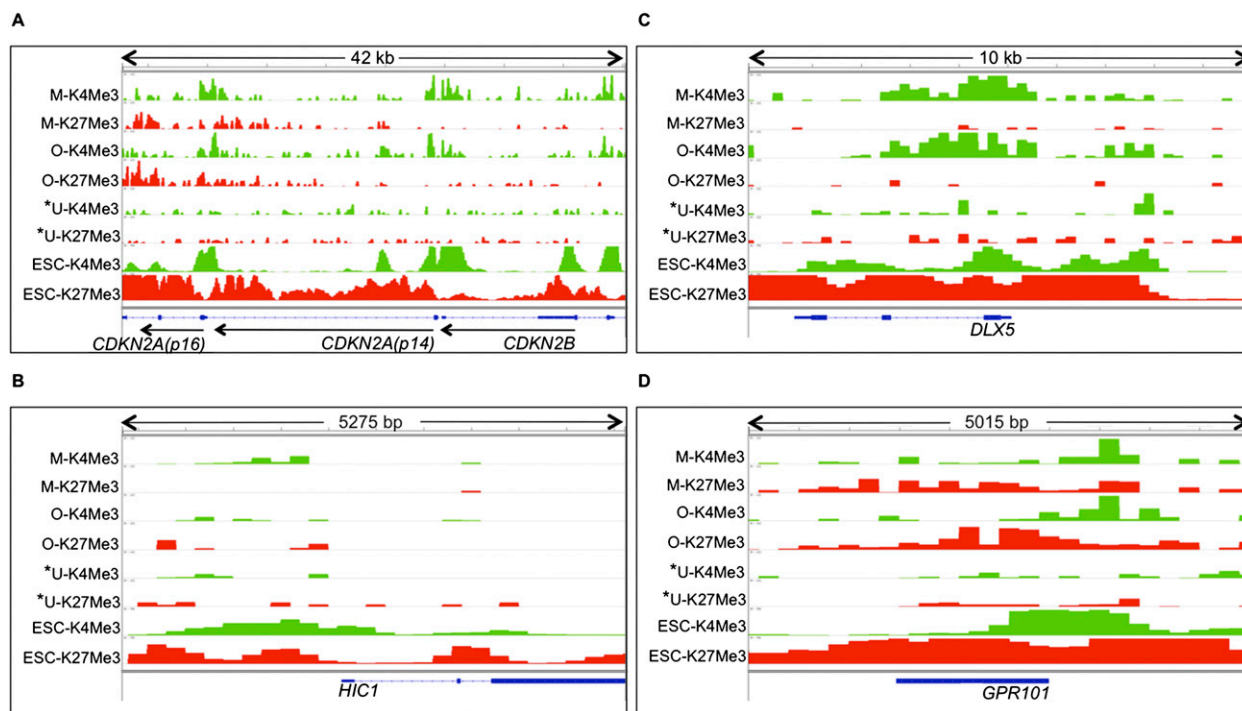 A
42 kb
M-K4Me3
M-K27Me3
O-K4Me3
O-K27Me3
*U-K4Me3
*U-K27Me3
ESC-K4Me3
ESC-K27Me3
CDKN2A(p16)
CDKN2A(p14)
CDKN2B
B
5275 bp
M-K4Me3
M-K27Me3
O-K4Me3
O-K27Me3
*U-K4Me3
*U-K27Me3
ESC-K4Me3
ESC-K27Me3
HIC1
C
10 kb
M-K4Me3
M-K27Me3
O-K4Me3
O-K27Me3
*U-K4Me3
*U-K27Me3
ESC-K4Me3
ESC-K27Me3
DLX5
D
5015 bp
M-K4Me3
M-K27Me3
O-K4Me3
O-K27Me3
*U-K4Me3
*U-K27Me3
ESC-K4Me3
ESC-K27Me3
GPR101